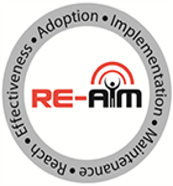 Reach • Effectiveness • Adoption • Implementation • Maintenance •
RE-AIM